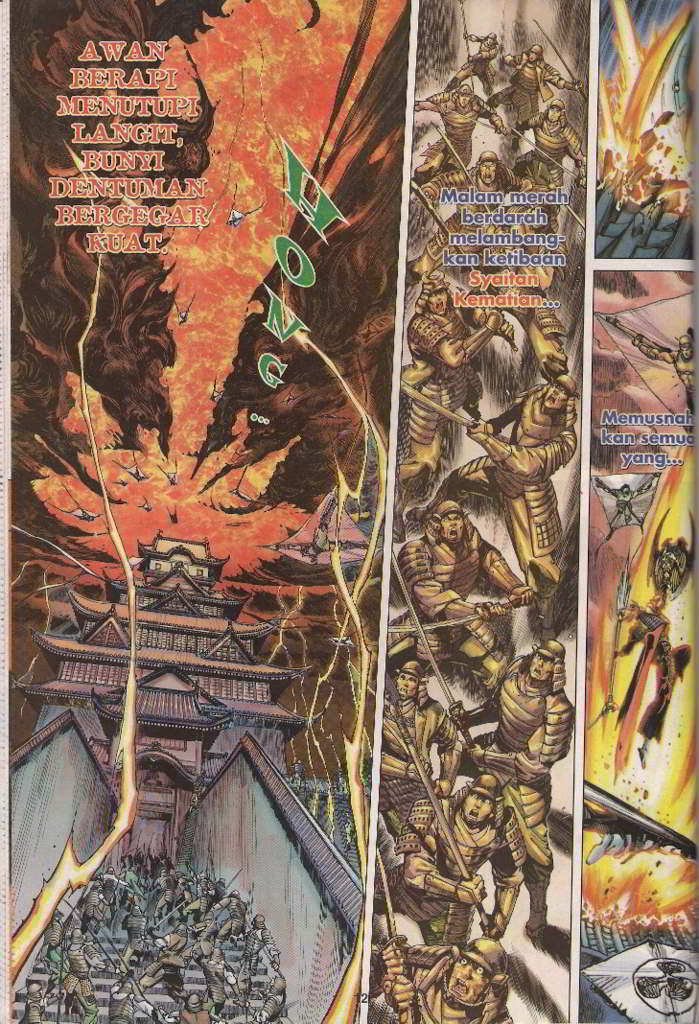 AWAN
BERAPI
MENUTUPI
LANGIT,
BUNYI
DENTUMAN
BERGEGAR
KUAT.
HONG...
Malam merah
berdarah
melambang-
kan ketibaan
Syaitan
Kematian...
Memusnah
kan semua
yang...
2